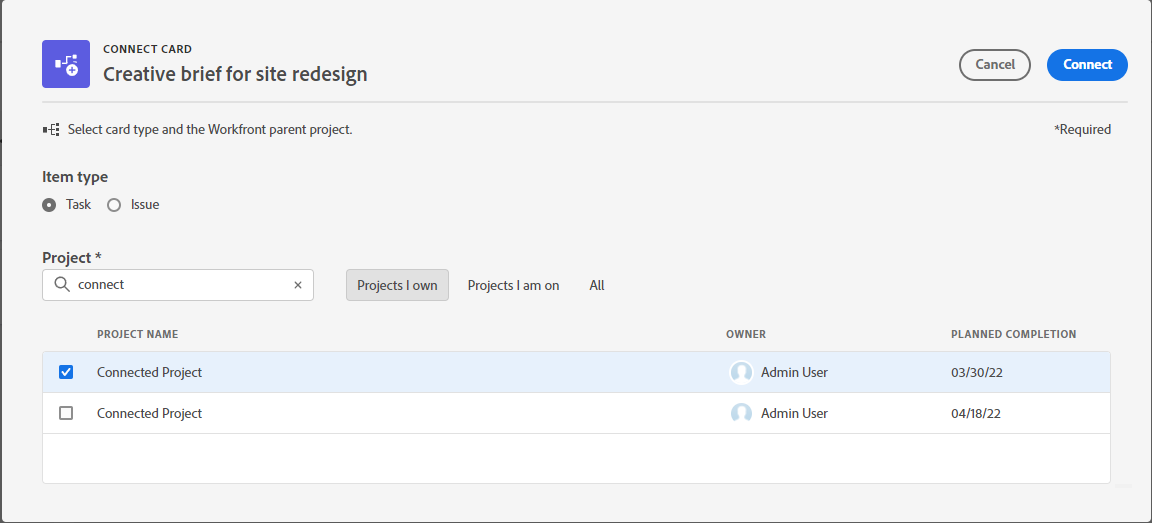 CONNECT CARD
Creative brief for site redesign
Cancel
Connect
Select card type and the Workfront parent project.
*Required
Item type
Task
Issue
Project *
connect
Projects I own
Projects I am on
All
PROJECT NAME
OWNER
PLANNED COMPLETION
Connected Project
Admin User
03/30/22
Connected Project
Admin User
04/18/22